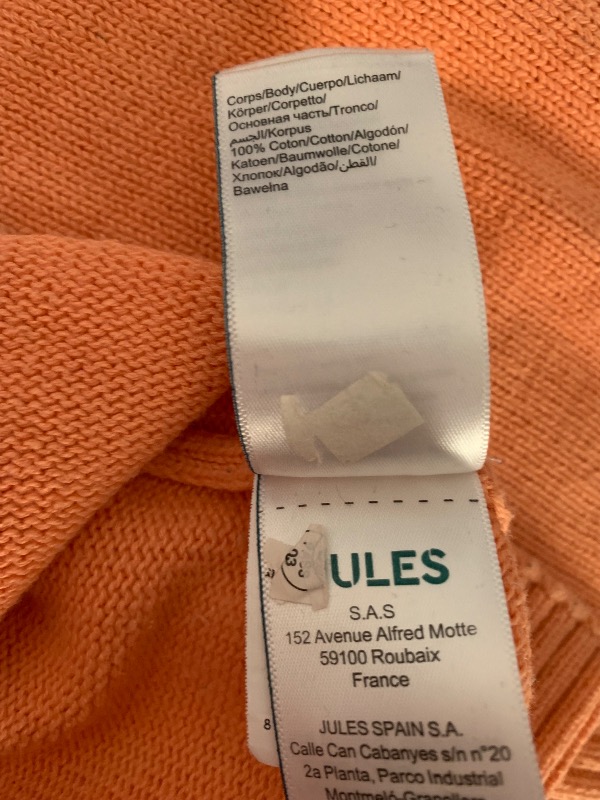 Corps/Body/Cuerpo/Lichaam/
Körper/Corpetto/
Основная часть/Tronco/
الجسم/Korpus
100% Coton/Cotton/Algodón/
Katoen/Baumwolle/Cotone/
Хлопок/Algodão/القطن/
Bawełna
ULES
S.A.S
152 Avenue Alfred Motte
59100 Roubaix
France
8
JULES SPAIN S.A.
Calle Can Cabanyes s/n n°20
2a Planta, Parco Industrial